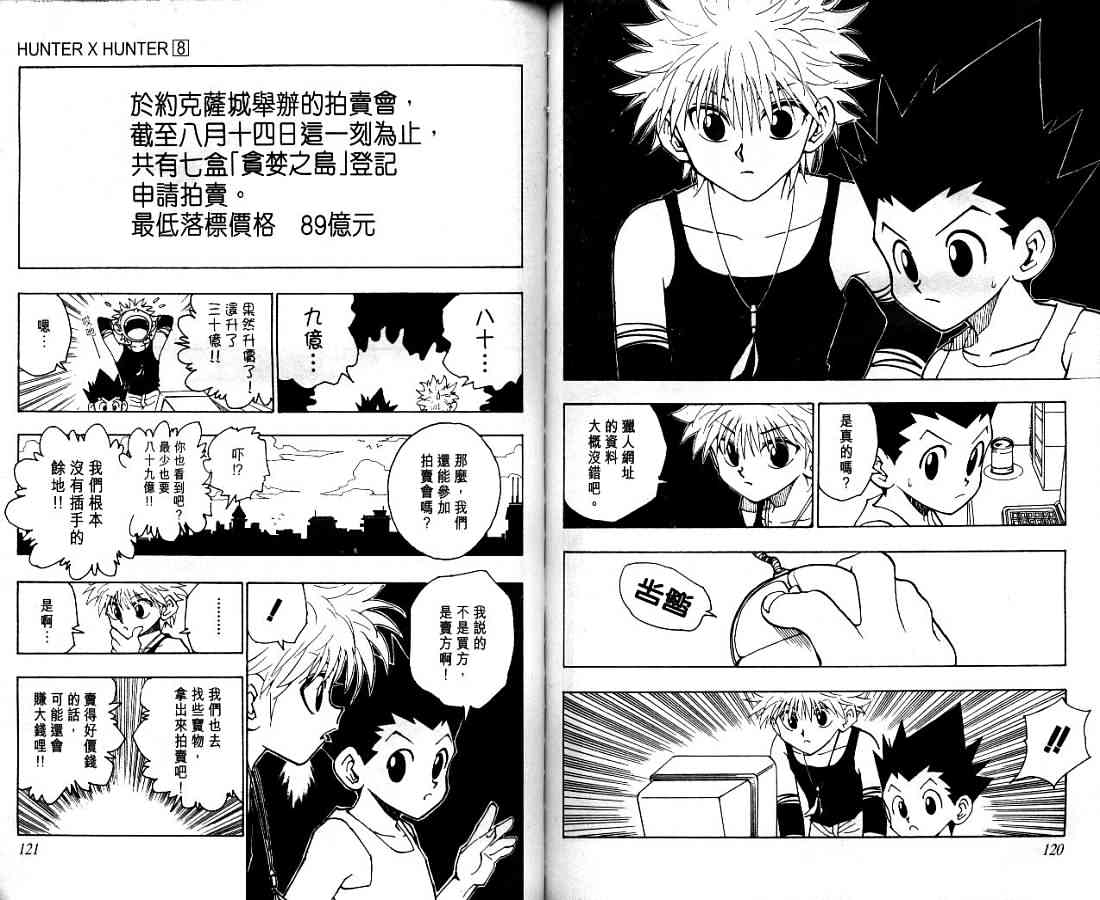 是真的嗎？
獵人網址
的資料
大概沒錯吧。
!!
120
HUNTER X HUNTER 8
於約克薩城舉辦的拍賣會，
截至八月十四日這一刻為止，
共有七盒「貪婪之島」登記
申請拍賣。
最低落標價格　89億元
八十…
九億…
果然升價了！
還升了
三十億!!
嗯…
那麼，我們
還能參加
拍賣會嗎？
吓!?
你也看到吧？
最少也要
八十九億!!
我們根本
沒有插手的
餘地!!
我説的
不是買方，
是賣方啊！
！
………
是啊…
我們也去
找些寶物，
拿出來拍賣吧！
賣得好價錢
的話，
可能還會
賺大錢哩!!
121